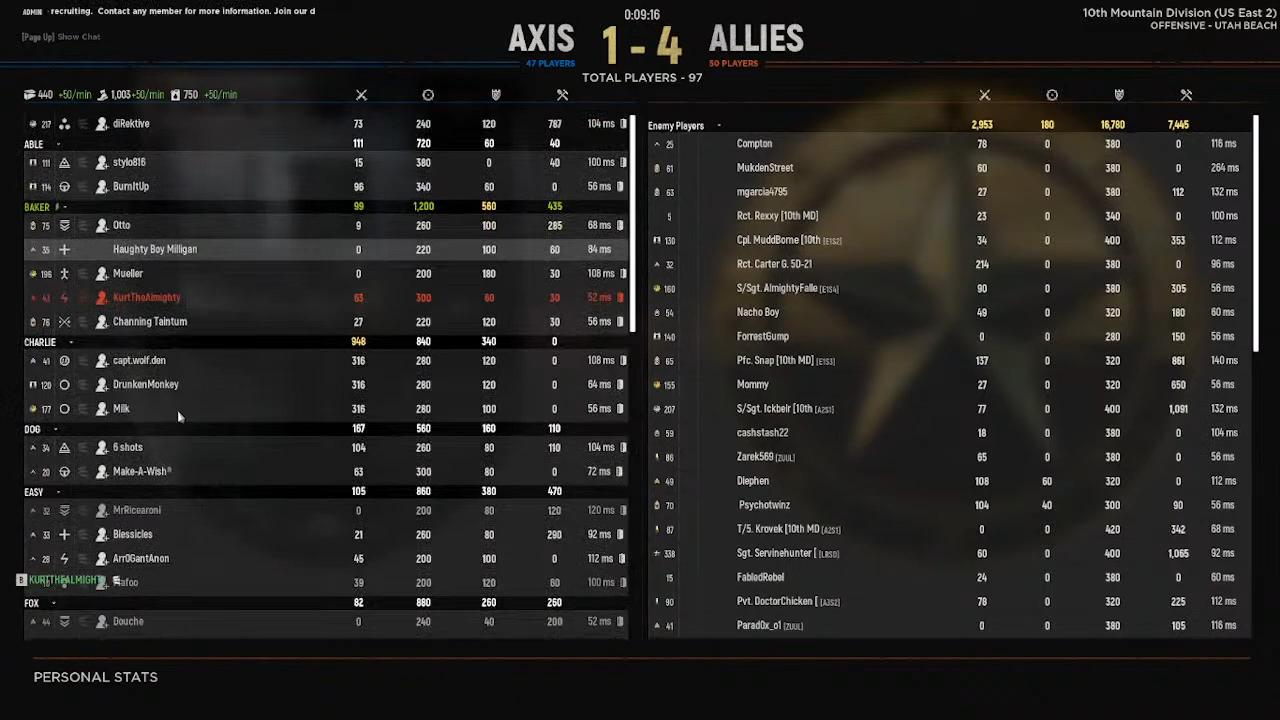 ADMIN recruiting. Contact any member for more information. Join our d
[Page Up] Show Chat
0:09:16
AXIS 1 - 4 ALLIES
47 PLAYERS 50 PLAYERS
TOTAL PLAYERS - 97
10th Mountain Division (US East 2)
OFFENSIVE - UTAH BEACH
440 +50/min 1,003 +50/min 750 +50/min
217 diRektive 73 240 120 787 104 ms
ABLE 111 720 60 40
111 stylo816 15 380 0 40 100 ms
114 BurnItUp 96 340 60 0 56 ms
BAKER 99 1,200 560 435
75 Otto 9 260 100 285 68 ms
35 Haughty Boy Milligan 0 220 100 60 84 ms
196 Mueller 0 200 180 30 108 ms
43 KurtTheAlmighty 63 300 60 30 52 ms
76 Channing Taintum 27 220 120 30 56 ms
CHARLIE 948 840 340 0
41 capt.wolf.den 316 280 120 0 108 ms
120 DrunkenMonkey 316 280 120 0 64 ms
177 Milk 316 280 100 0 56 ms
DOG 167 560 160 110
34 6 shots 104 260 80 110 104 ms
20 Make-A-Wish® 63 300 80 0 72 ms
EASY 105 860 380 470
32 MrRicearoni 0 200 80 120 120 ms
33 Blessicles 21 260 80 290 92 ms
28 Arr0GantAnon 45 200 100 0 112 ms
B KURTTHEALMIGHT
afoo 39 200 120 60 100 ms
FOX 82 880 260 260
44 Douche 0 240 40 200 52 ms
Enemy Players 2,953 180 16,780 7,445
25 Compton 78 0 380 0 116 ms
61 MukdenStreet 60 0 380 0 264 ms
63 mgarcia4795 27 0 380 112 132 ms
5 Rct. Rexxy [10th MD] 23 0 340 0 100 ms
130 Cpl. MuddBorne [10th [E1S2] 34 0 400 353 112 ms
32 Rct. Carter G. 5D-21 214 0 380 0 96 ms
160 S/Sgt. AlmightyFalle [E1S4] 90 0 380 305 56 ms
54 Nacho Boy 49 0 320 180 60 ms
140 ForrestGump 0 0 280 150 56 ms
65 Pfc. Snap [10th MD] [E1S3] 137 0 320 861 140 ms
155 Mommy 27 0 320 650 56 ms
207 S/Sgt. Ickbeir [10th [A2S1] 77 0 400 1,091 132 ms
59 cashstash22 18 0 380 0 104 ms
86 Zarek569 [ZUUL] 65 0 380 0 56 ms
49 Diephen 108 60 320 0 112 ms
70 Psychotwinz 104 40 300 90 56 ms
87 T/5. Krovek [10th MD [A2S1] 0 0 420 342 68 ms
338 Sgt. Servinehunter [ [LRSD] 60 0 400 1,065 92 ms
15 FabledRebel 24 0 380 0 60 ms
90 Pvt. DoctorChicken [ [A3S2] 78 0 320 225 112 ms
41 Parad0x_o1 [ZUUL] 0 0 380 105 116 ms
PERSONAL STATS